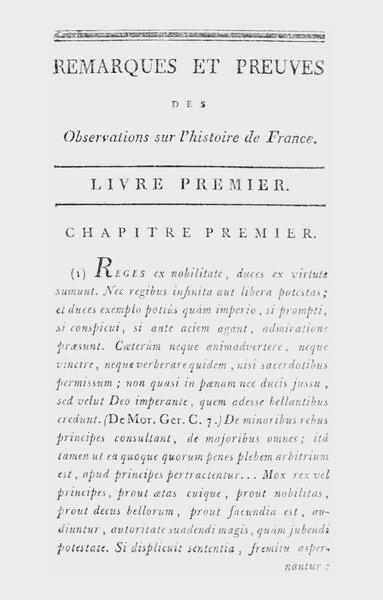 REMARQUES ET PREUVES
DES
Observations sur l'histoire de France.
LIVRE PREMIER.
CHAPITRE PREMIER.
(1) REGES ex nobilitate, duces ex virtute
sumunt. Nec regibus infinita aut libera potestas;
et duces exemplo potiùs quàm imperio, si prompti,
si conspicui, si ante aciem agant, admiratione
præsunt. Cæterùm neque animadvertere, neque
vincire, neque verberare quidem, nisi sacerdotibus
permissum; non quasi in pœnam nec ducis jussu,
sed velut Deo imperante, quem adesse bellantibus
credunt. (De Mor. Ger. C. 7.) De minoribus rebus
principes consultant, de majoribus omnes; ità
tamen ut ea quoque quorum penes plebem arbitrium
est, apud principes pertractentur... Mox rex vel
principes, prout ætas cuique, prout nobilitas,
prout decus bellorum, prout facundia est, au-
diuntur, autoritate suadendi magis, quàm jubendi
potestate. Si displicuit sententia, fremitu asper-
nantur: